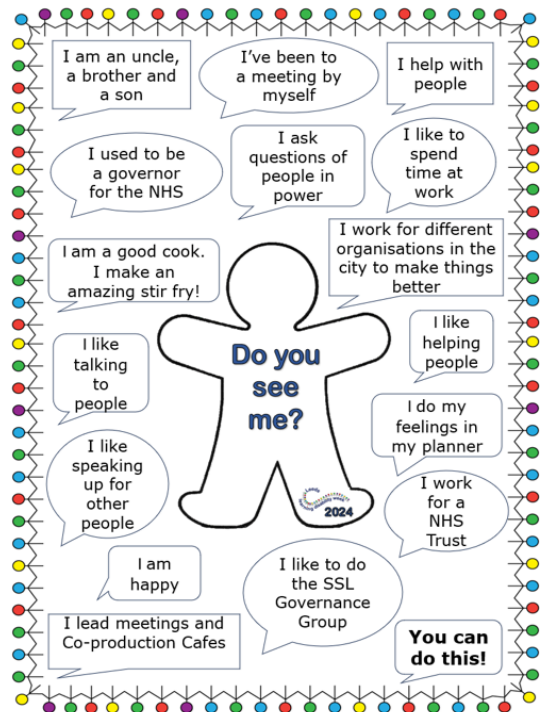 I am an uncle,
a brother and
a son
I've been to
a meeting by
myself
I help with
people
I used to be
a governor
for the NHS
I ask
questions of
people in
power
I like to
spend
time at
work
I am a good cook.
I make an
amazing stir fry!
I work for different
organisations in the
city to make things
better
I like
talking
to
people
Do you
see
me?
I like
helping
people
I do my
feelings in
my planner
I like
speaking
up for
other
people
2024
I work
for a
NHS
Trust
I am
happy
I like to do
the SSL
Governance
Group
I lead meetings and
Co-production Cafes
You can
do this!